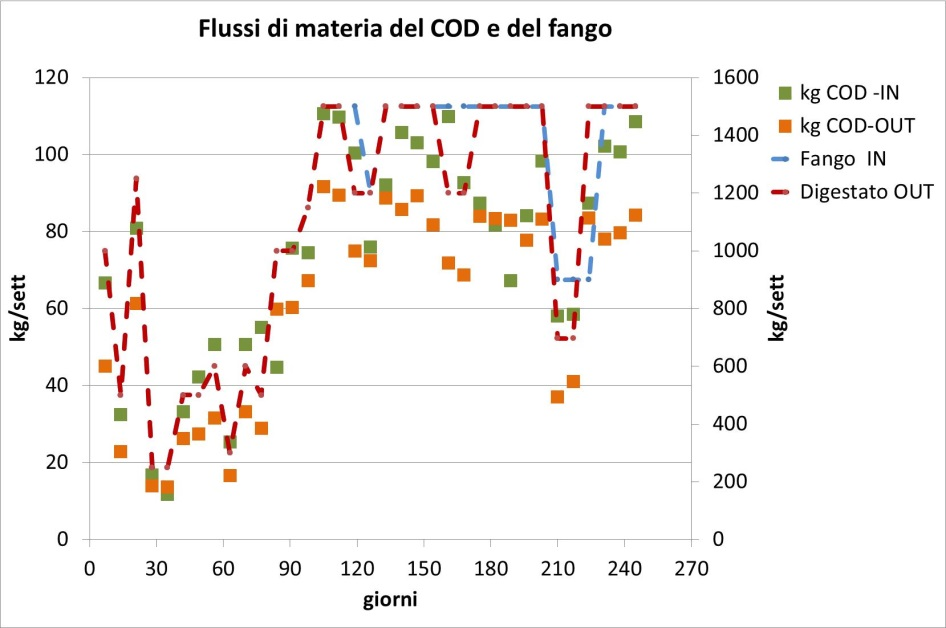 Flussi di materia del COD e del fango
120
100
80
60
40
20
0
kg/sett
1600
1400
1200
1000
800
600
400
200
0
kg/sett
kg COD -IN
kg COD-OUT
Fango IN
Digestato OUT
0 30 60 90 120 150 180 210 240 270
giorni